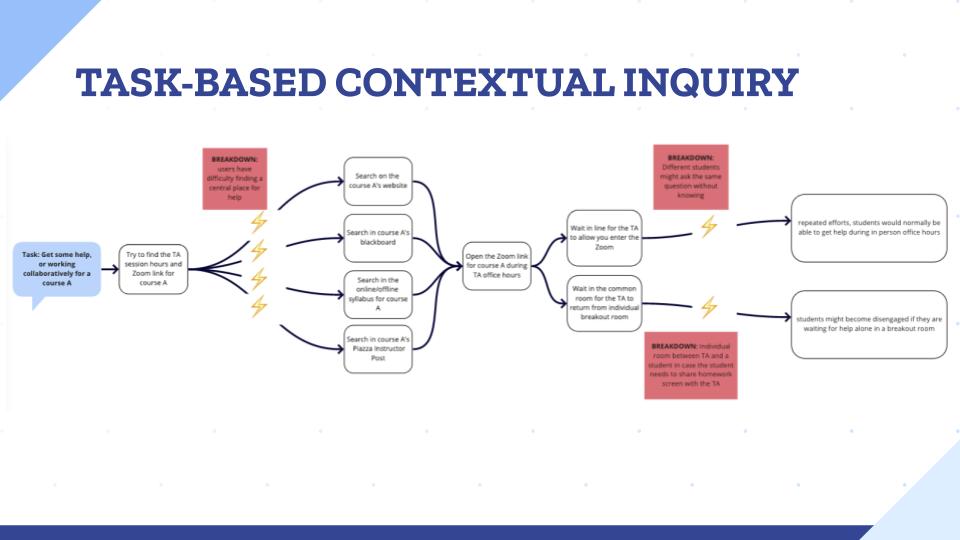 TASK-BASED CONTEXTUAL INQUIRY
BREAKDOWN:
users have
difficulty finding a
central place for
help
Task: Get some help,
or working
collaboratively for a
course A
Try to find the TA
session hours and
Zoom link for
course A
Search on the
course A's website
Search in course A's
blackboard
Search in the
online/offline
syllabus for course
A
Search in course A's
Piazza Instructor
Post
Open the Zoom link
for course A during
TA office hours
Wait in line for the TA
to allow you enter the
Zoom
Wait in the common
room for the TA to
return from individual
breakout room
BREAKDOWN:
Different students
might ask the same
question without
knowing
BREAKDOWN: Individual
room between TA and a
student in case the student
needs to share homework
screen with the TA
repeated efforts, students would normally be
able to get help during in person office hours
students might become disengaged if they are
waiting for help alone in a breakout room